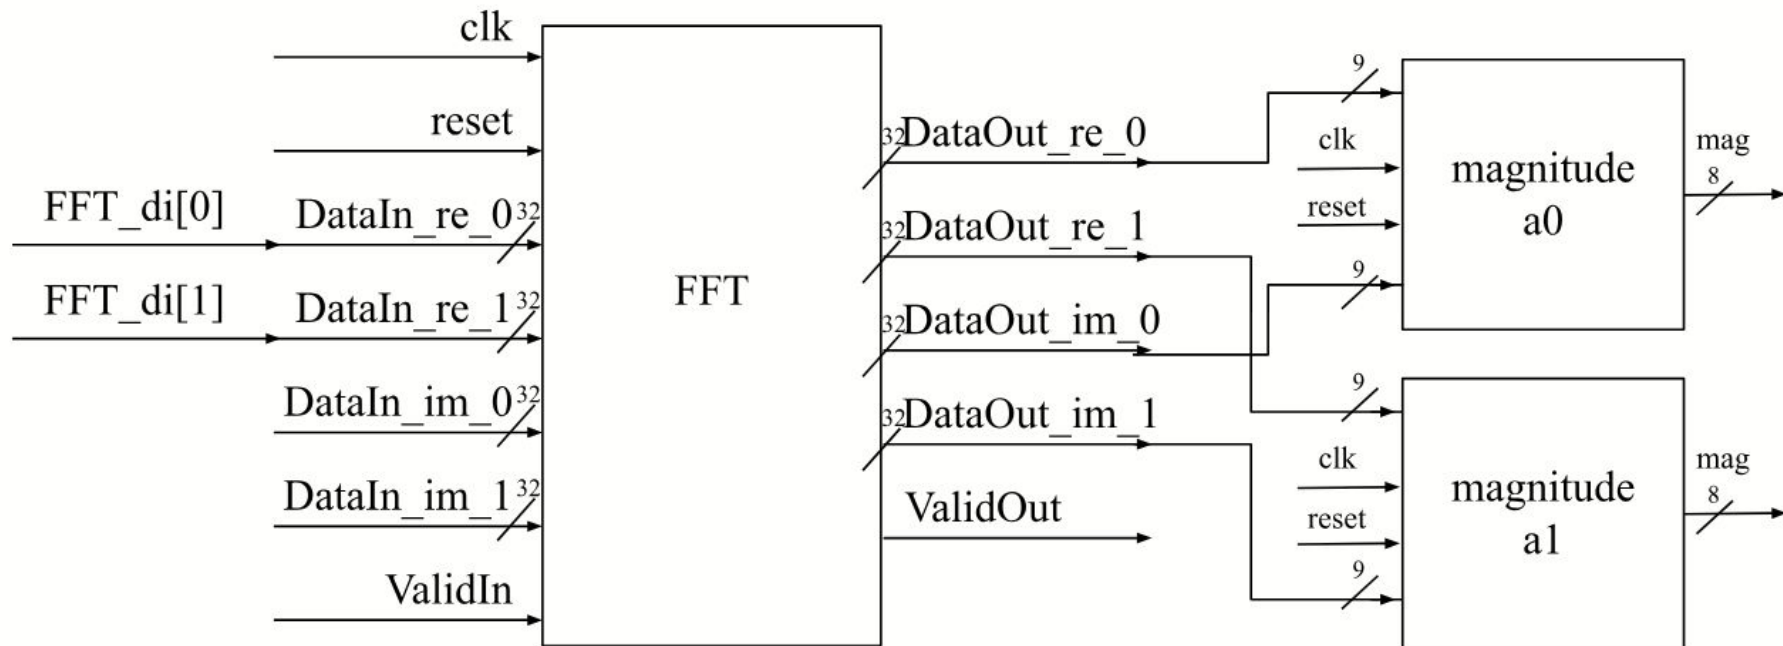 clk
reset
FFT_di[0]
DataIn_re_0
32
FFT_di[1]
DataIn_re_1
32
DataIn_im_0
32
DataIn_im_1
32
ValidIn
FFT
32
DataOut_re_0
32
DataOut_re_1
32
DataOut_im_0
32
DataOut_im_1
ValidOut
9
clk
reset
9
magnitude
a0
mag
8
9
clk
reset
9
magnitude
a1
mag
8